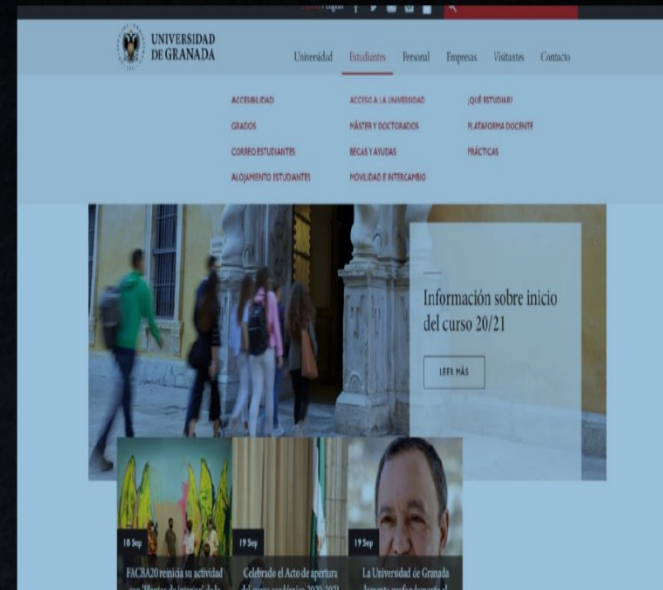 UNIVERSIDAD
DE GRANADA
Universidad Estudiantes Personal Empresas Visitantes Contacto
ACCESIBILIDAD ACCESO A LA UNIVERSIDAD ¿QUÉ ESTUDIAR?
GRADOS MÁSTER Y DOCTORADOS PLATAFORMA DOCENTE
CORREO ESTUDIANTES BECAS Y AYUDAS PRÁCTICAS
ALOJAMIENTO ESTUDIANTES MOVILIDAD E INTERCAMBIO
Información sobre inicio
del curso 20/21
LEER MÁS
18 Sep 19 Sep 19 Sep
FACBA20 reinicia su actividad Celebrado el Acto de apertura La Universidad de Granada